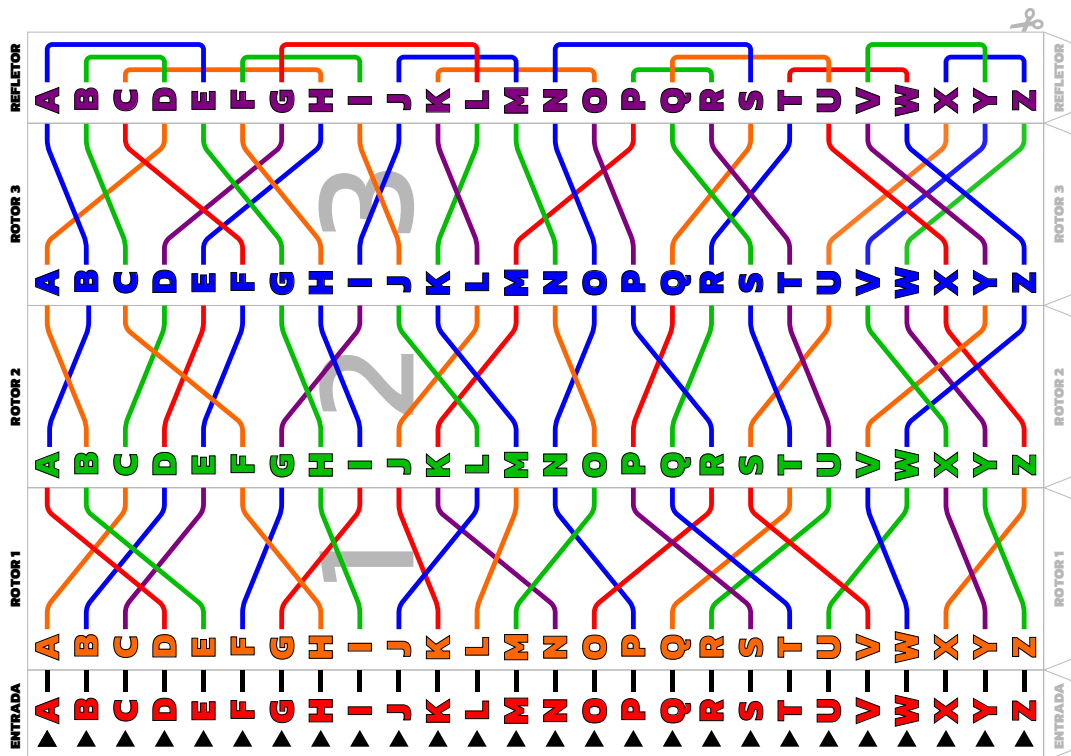 REFLETOR A B C D E F G H I J K L M N O P Q R S T U V W X Y Z REFLETOR
ROTOR 3 3 ROTOR 3
A B C D E F G H I J K L M N O P Q R S T U V W X Y Z
ROTOR 2 2 ROTOR 2
A B C D E F G H I J K L M N O P Q R S T U V W X Y Z
ROTOR 1 1 ROTOR 1
A B C D E F G H I J K L M N O P Q R S T U V W X Y Z
ENTRADA A B C D E F G H I J K L M N O P Q R S T U V W X Y Z ENTRADA